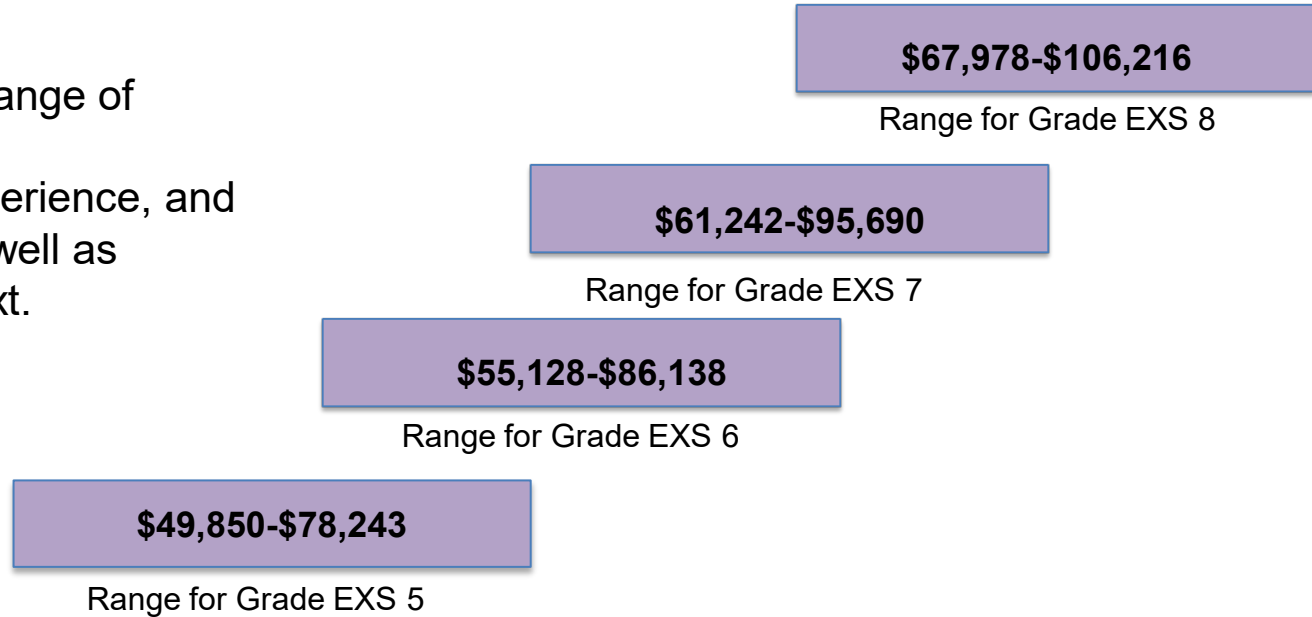 ange of
erience, and
well as
xt.
$67,978-$106,216
Range for Grade EXS 8
$61,242-$95,690
Range for Grade EXS 7
$55,128-$86,138
Range for Grade EXS 6
$49,850-$78,243
Range for Grade EXS 5